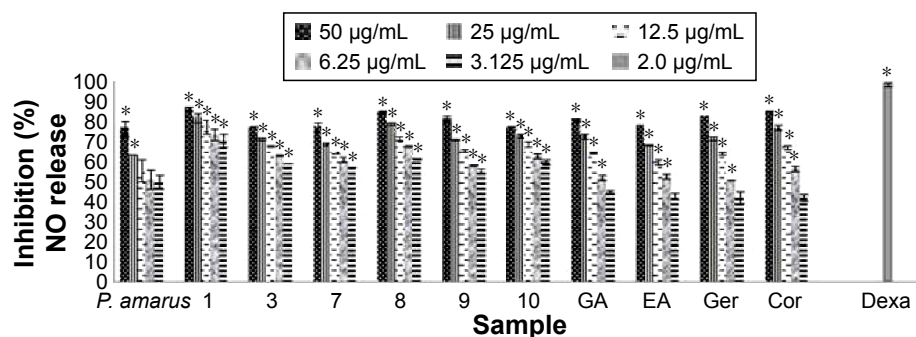 50 µg/mL 25 µg/mL 12.5 µg/mL
6.25 µg/mL 3.125 µg/mL 2.0 µg/mL
Inhibition (%)
NO release
100
90
80
70
60
50
40
30
20
10
0
P. amarus 1 3 7 8 9 10 GA EA Ger Cor Dexa
Sample